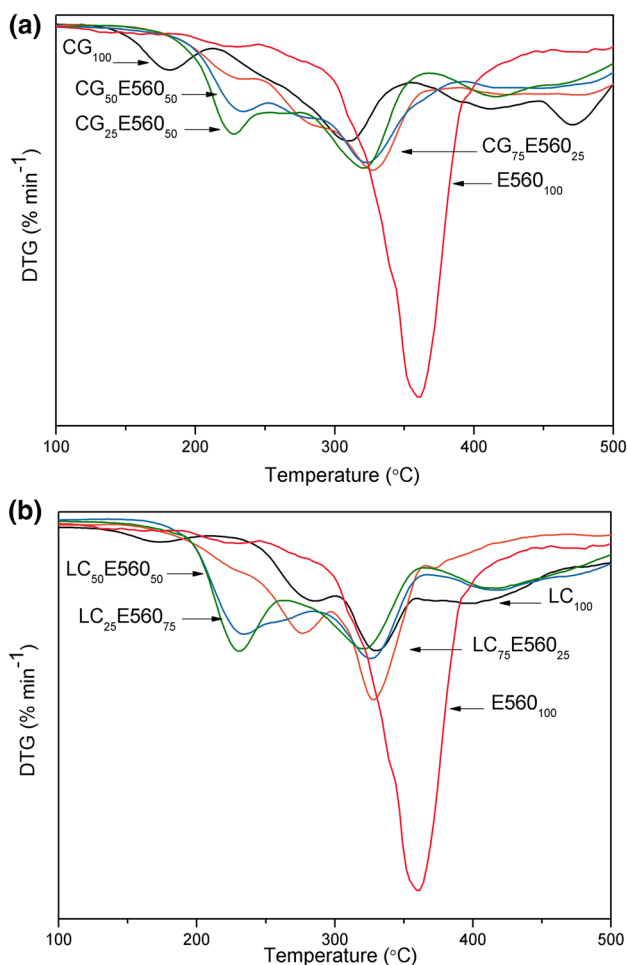 (a)
CG100
CG50E56050
CG25E56050
CG75E56025
E560100
DTG (% min⁻¹)
100 200 300 400 500
Temperature (°C)
(b)
LC50E56050
LC25E56075
LC100
LC75E56025
E560100
DTG (% min⁻¹)
100 200 300 400 500
Temperature (°C)